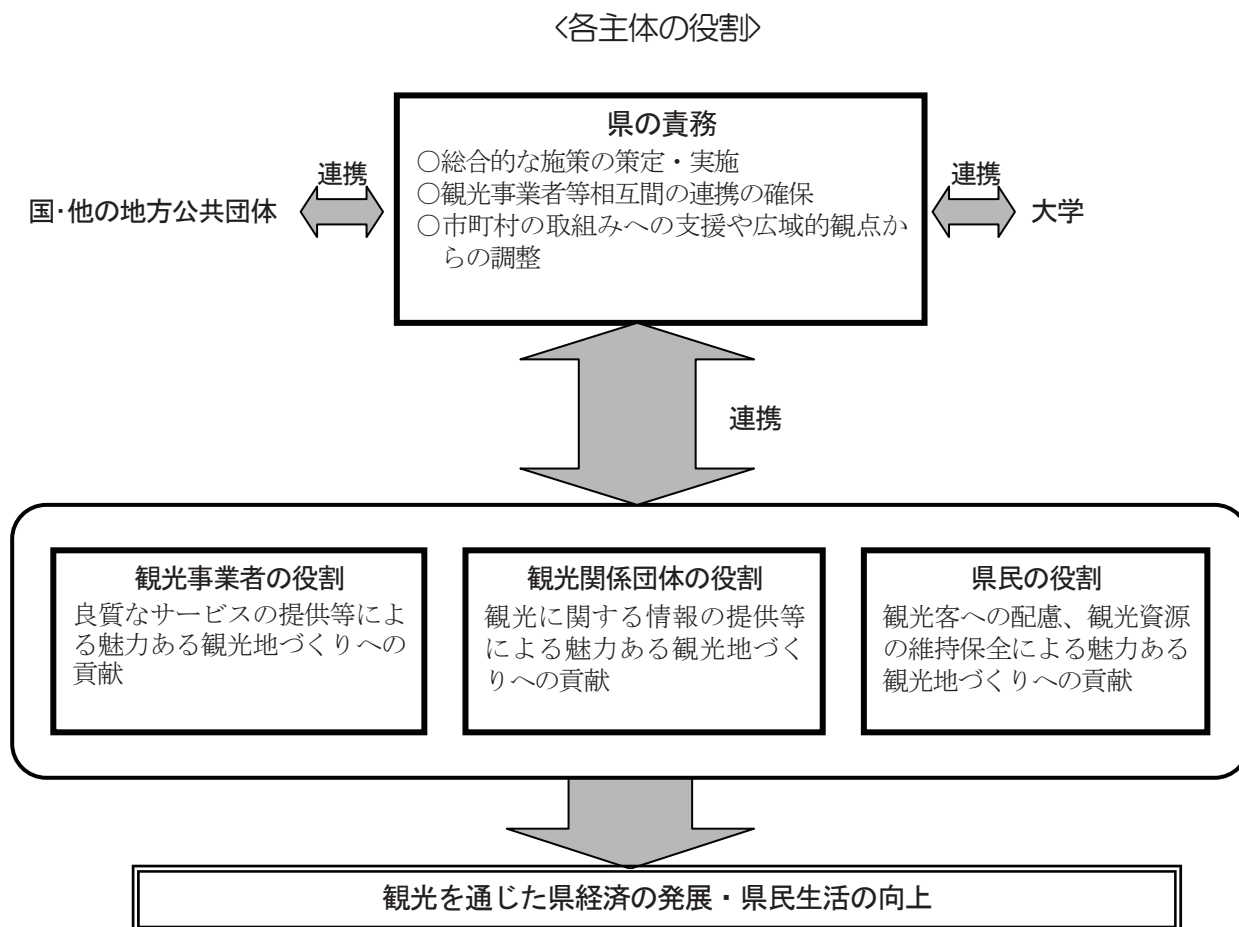 <各主体の役割>
県の責務
○総合的な施策の策定・実施
○観光事業者等相互間の連携の確保
○市町村の取組みへの支援や広域的観点か
らの調整
連携
国・他の地方公共団体
連携
大学
連携
観光事業者の役割
良質なサービスの提供等によ
る魅力ある観光地づくりへの
貢献
観光関係団体の役割
観光に関する情報の提供等
による魅力ある観光地づく
りへの貢献
県民の役割
観光客への配慮、観光資源
の維持保全による魅力ある
観光地づくりへの貢献
観光を通じた県経済の発展・県民生活の向上